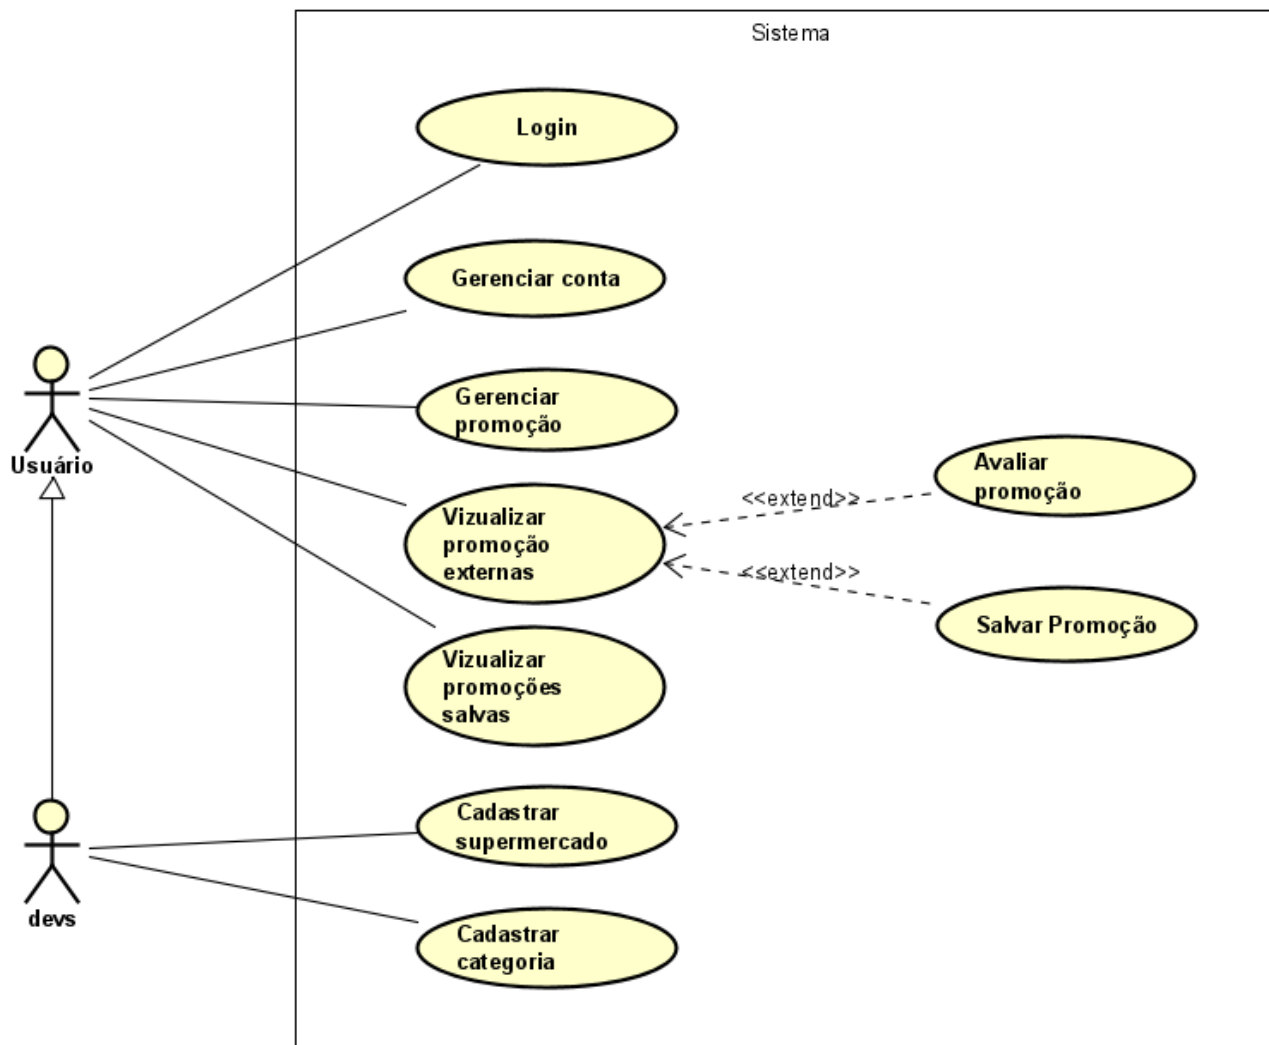 Sistema
Login
Gerenciar conta
Gerenciar
promoção
Usuário
Vizualizar
promoção
externas
<<extend>>
Avaliar
promoção
<<extend>>
Salvar Promoção
Vizualizar
promoções
salvas
Cadastrar
supermercado
devs
Cadastrar
categoria